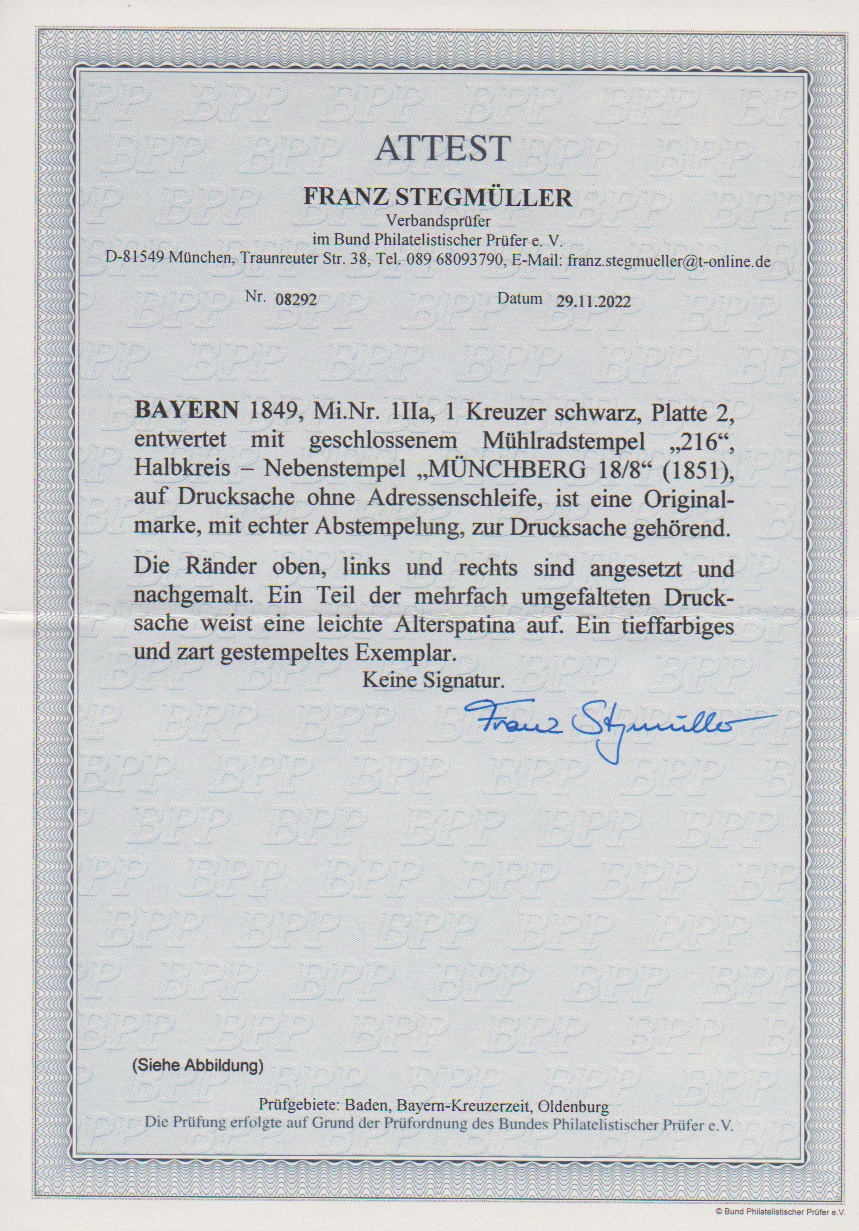 ATTEST
FRANZ STEGMÜLLER
Verbandsprüfer
im Bund Philatelistischer Prüfer e. V.
D-81549 München, Traunreuter Str. 38, Tel. 089 68093790, E-Mail: franz.stegmueller@t-online.de
Nr. 08292 Datum 29.11.2022
BAYERN 1849, Mi.Nr. 1IIa, 1 Kreuzer schwarz, Platte 2,
entwertet mit geschlossenem Mühlradstempel „216“,
Halbkreis – Nebenstempel „MÜNCHBERG 18/8“ (1851),
auf Drucksache ohne Adressenschleife, ist eine Original-
marke, mit echter Abstempelung, zur Drucksache gehörend.
Die Ränder oben, links und rechts sind angesetzt und
nachgemalt. Ein Teil der mehrfach umgefalteten Druck-
sache weist eine leichte Alterspatina auf. Ein tieffarbiges
und zart gestempeltes Exemplar.
Keine Signatur.
Franz Stegmüller
(Siehe Abbildung)
Prüfgebiete: Baden, Bayern-Kreuzerzeit, Oldenburg
Die Prüfung erfolgte auf Grund der Prüfordnung des Bundes Philatelistischer Prüfer e.V.
© Bund Philatelistischer Prüfer e.V.